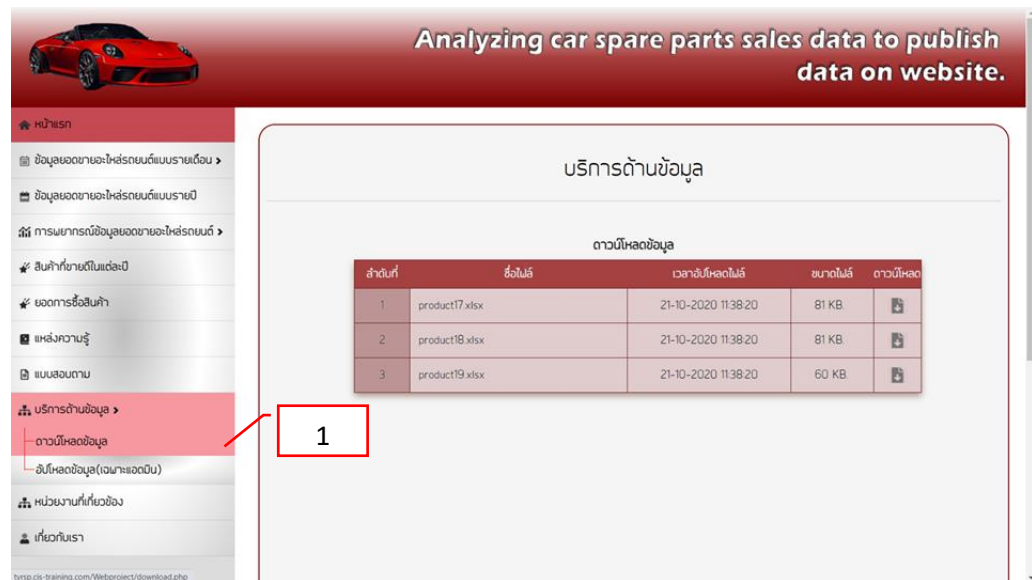 Analyzing car spare parts sales data to publish
data on website.
หน้าแรก
ข้อมูลยอดขายอะไหล่รถยนต์แบบรายเดือน
ข้อมูลยอดขายอะไหล่รถยนต์แบบรายปี
การพยากรณ์ข้อมูลยอดขายอะไหล่รถยนต์
สินค้าที่ขายดีในแต่ละปี
ยอดการซื้อสินค้า
แหล่งความรู้
แบบสอบถาม
บริการด้านข้อมูล
ดาวน์โหลดข้อมูล
อัปโหลดข้อมูล(เฉพาะแอดมิน)
หน่วยงานที่เกี่ยวข้อง
เกี่ยวกับเรา
tvrsp.cis-training.com/Webproject/download.php
1
บริการด้านข้อมูล
ดาวน์โหลดข้อมูล
ลำดับที่ ชื่อไฟล์ เวลาอัปโหลดไฟล์ ขนาดไฟล์ ดาวน์โหลด
1 product17.xlsx 21-10-2020 11:38:20 81 KB.
2 product18.xlsx 21-10-2020 11:38:20 81 KB.
3 product19.xlsx 21-10-2020 11:38:20 60 KB.